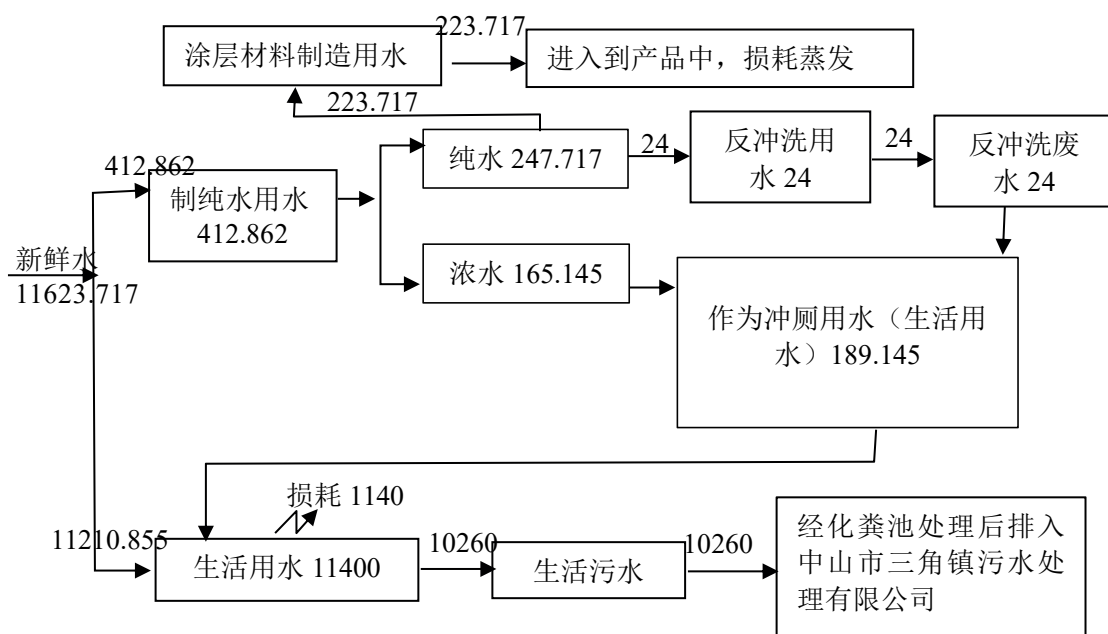 223.717
涂层材料制造用水
进入到产品中，损耗蒸发
223.717
412.862
制纯水用水
412.862
纯水 247.717
24
反冲洗用
水 24
24
反冲洗废
水 24
新鲜水
11623.717
浓水 165.145
作为冲厕用水（生活用
水）189.145
损耗 1140
11210.855
生活用水 11400
10260
生活污水
10260
经化粪池处理后排入
中山市三角镇污水处
理有限公司